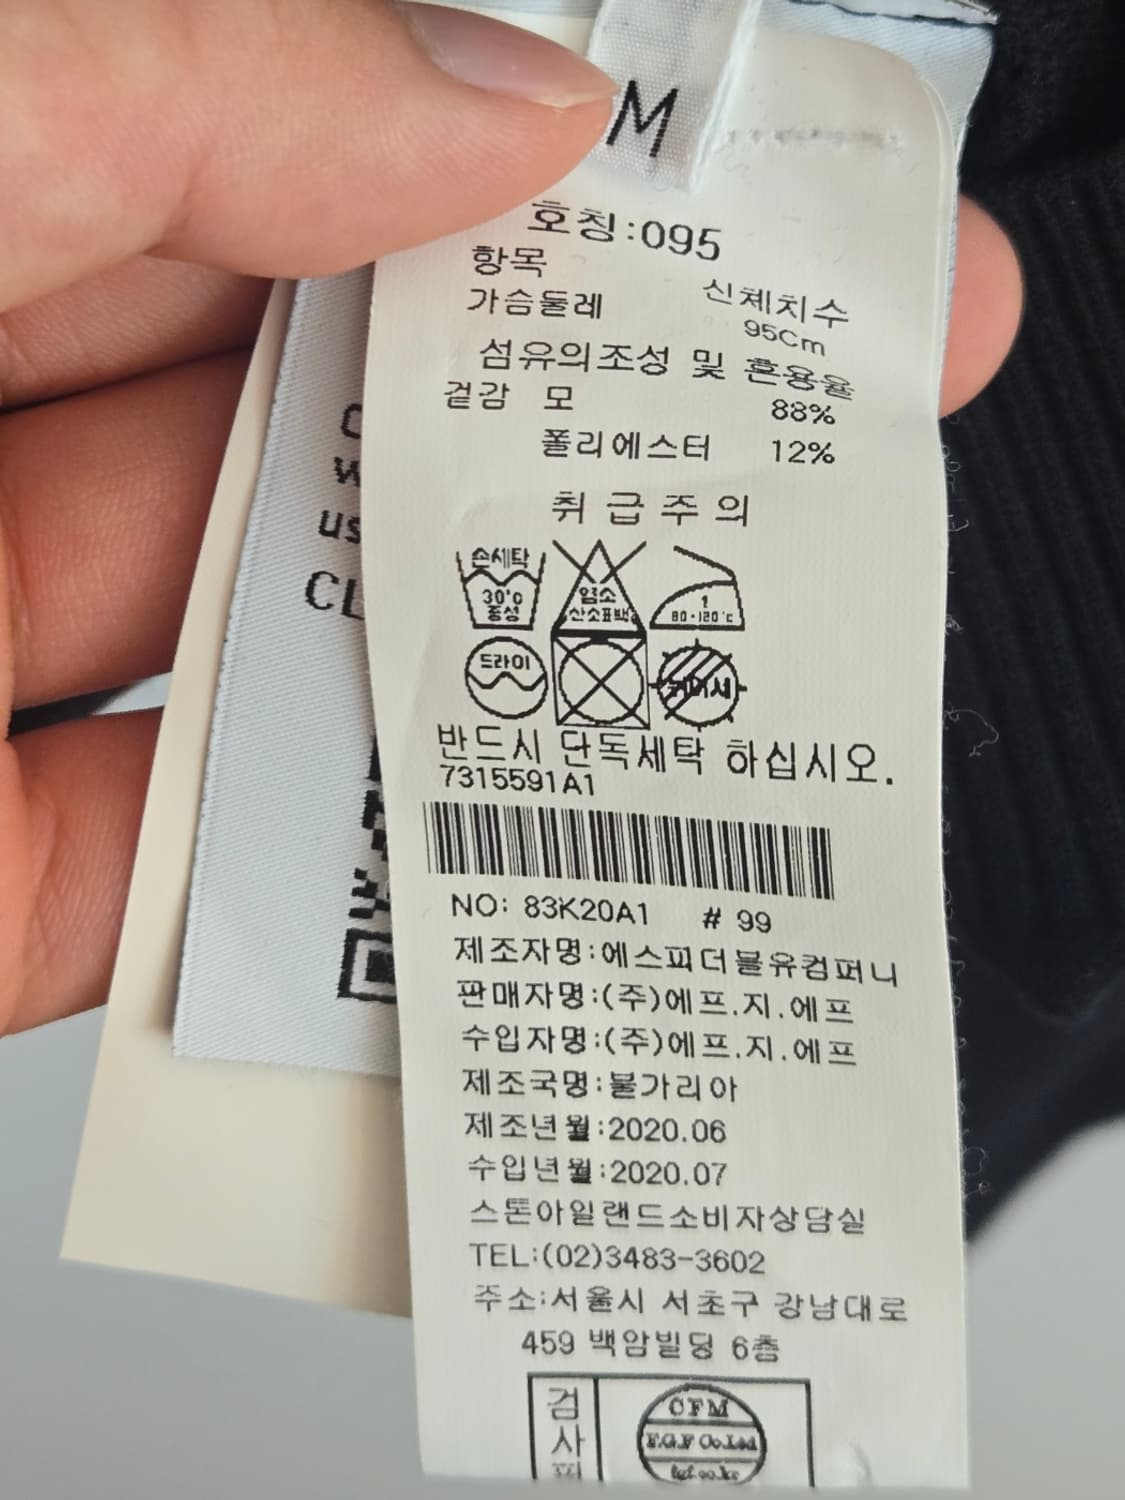 M
호칭:095
항목 신체치수
가슴둘레 95Cm
섬유의조성 및 혼용율
겉감 모 88%
폴리에스터 12%
취급주의
손세탁 30°C 중성
염소 산소표백
1 80-120°C
드라이
반드시 단독세탁 하십시오.
7315591A1
NO: 83K20A1 # 99
제조자명:에스피더블유컴퍼니
판매자명:(주)에프.지.에프
수입자명:(주)에프.지.에프
제조국명:불가리아
제조년월:2020.06
수입년월:2020.07
스톤아일랜드소비자상담실
TEL:(02)3483-3602
주소:서울시 서초구 강남대로
459 백암빌딩 6층
검사
CFM
F.G.F Co.Ltd
us
CL